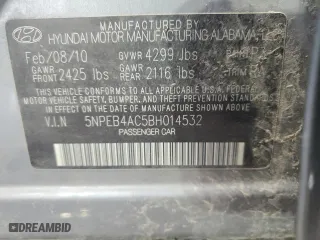 HYUNDAI MOTOR MANUFACTURING ALABAMA,
Feb/08/10 GVWR 4299 lbs
GAWR FRONT 2425 lbs GAWR REAR 2116 lbs TRIM
THIS VEHICLE CONFORMS TO ALL APPLICABLE FEDERAL
MOTOR VEHICLE SAFETY, BUMPER, AND THEFT PREVENTION STANDARDS
IN EFFECT ON THE DATE OF MANUFACTURE SHOWN ABOVE.
V.I.N 5NPEB4AC5BH014532
PASSENGER CAR
DREAMBID